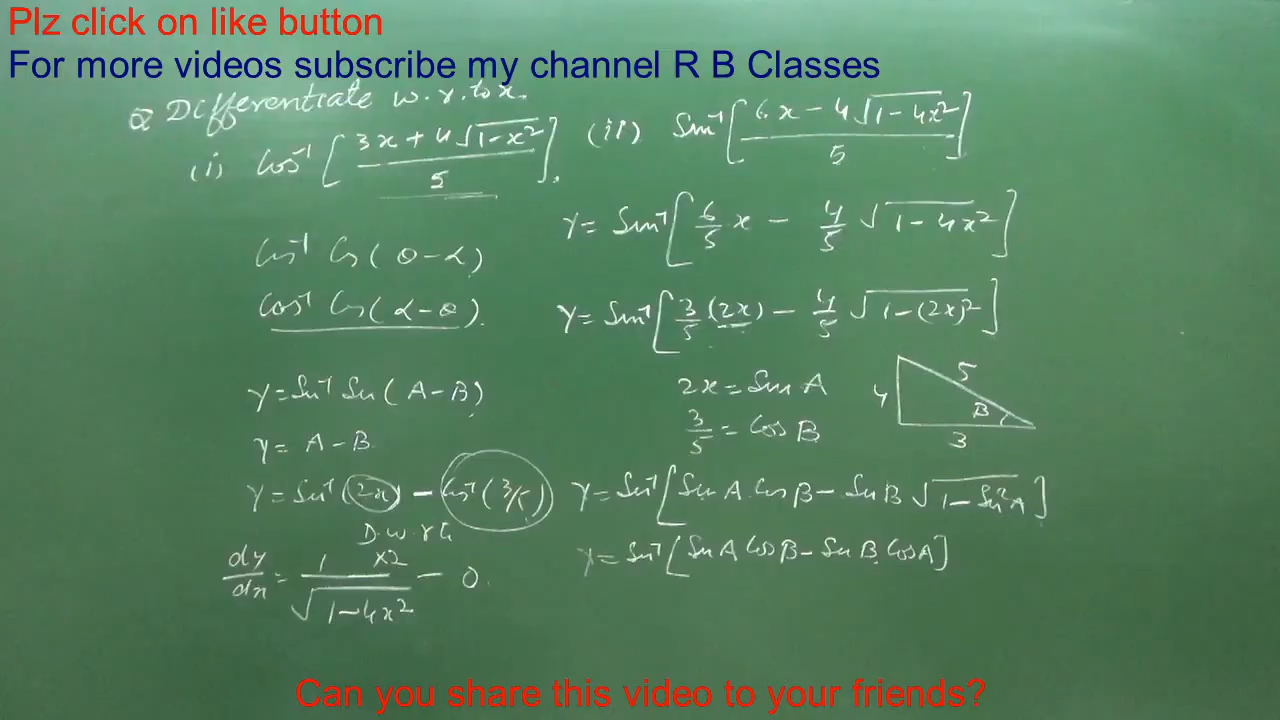 Plz click on like button
For more videos subscribe my channel R B Classes
Q Differentiate w.r.to x.
(i) Cos⁻¹ [ (3x + 4√(1-x²)) / 5 ]. (ii) Sin⁻¹ [ (6x - 4√(1-4x²)) / 5 ]
Cos⁻¹ Cos( θ - α )
Cos⁻¹ Cos( α - θ ).
Y = Sin⁻¹ Sin ( A - B )
Y = A - B
Y = Sin⁻¹ (2x) - Cos⁻¹ (3/5)
D.w.r.to
dy/dx = 1/√(1-4x²) ×2 - 0.
Y = Sin⁻¹ [ 6/5 x - 4/5 √(1-4x²) ]
Y = Sin⁻¹ [ 3/5 (2x) - 4/5 √(1-(2x)²) ]
2x = Sin A
3/5 = Cos B
4
5
B
3
Y = Sin⁻¹ [ Sin A. Cos B - Sin B √(1 - Sin²A) ]
Y = Sin⁻¹ [ Sin A Cos B - Sin B Cos A ]
Can you share this video to your friends?